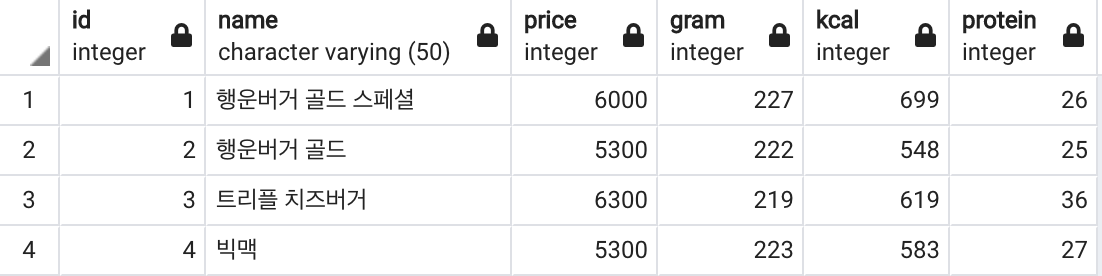 id name price gram kcal protein
integer character varying (50) integer integer integer integer
1 1 행운버거 골드 스페셜 6000 227 699 26
2 2 행운버거 골드 5300 222 548 25
3 3 트리플 치즈버거 6300 219 619 36
4 4 빅맥 5300 223 583 27